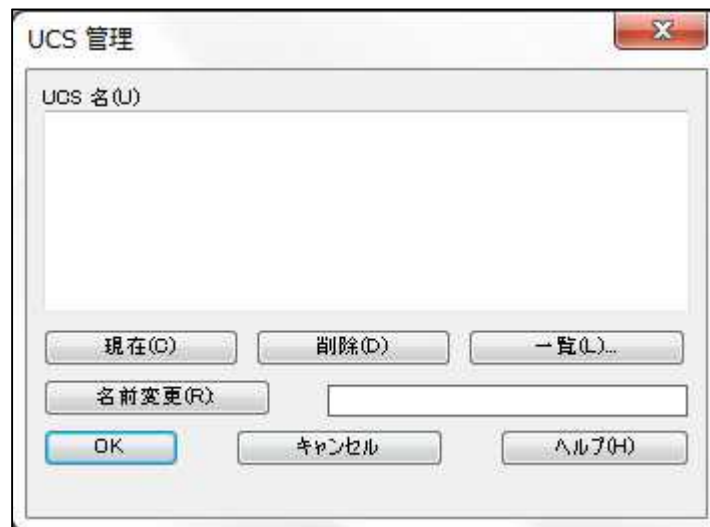 UCS 管理
UCS 名(U)
現在(C) 削除(D) 一覧(L)...
名前変更(R)
OK キャンセル ヘルプ(H)